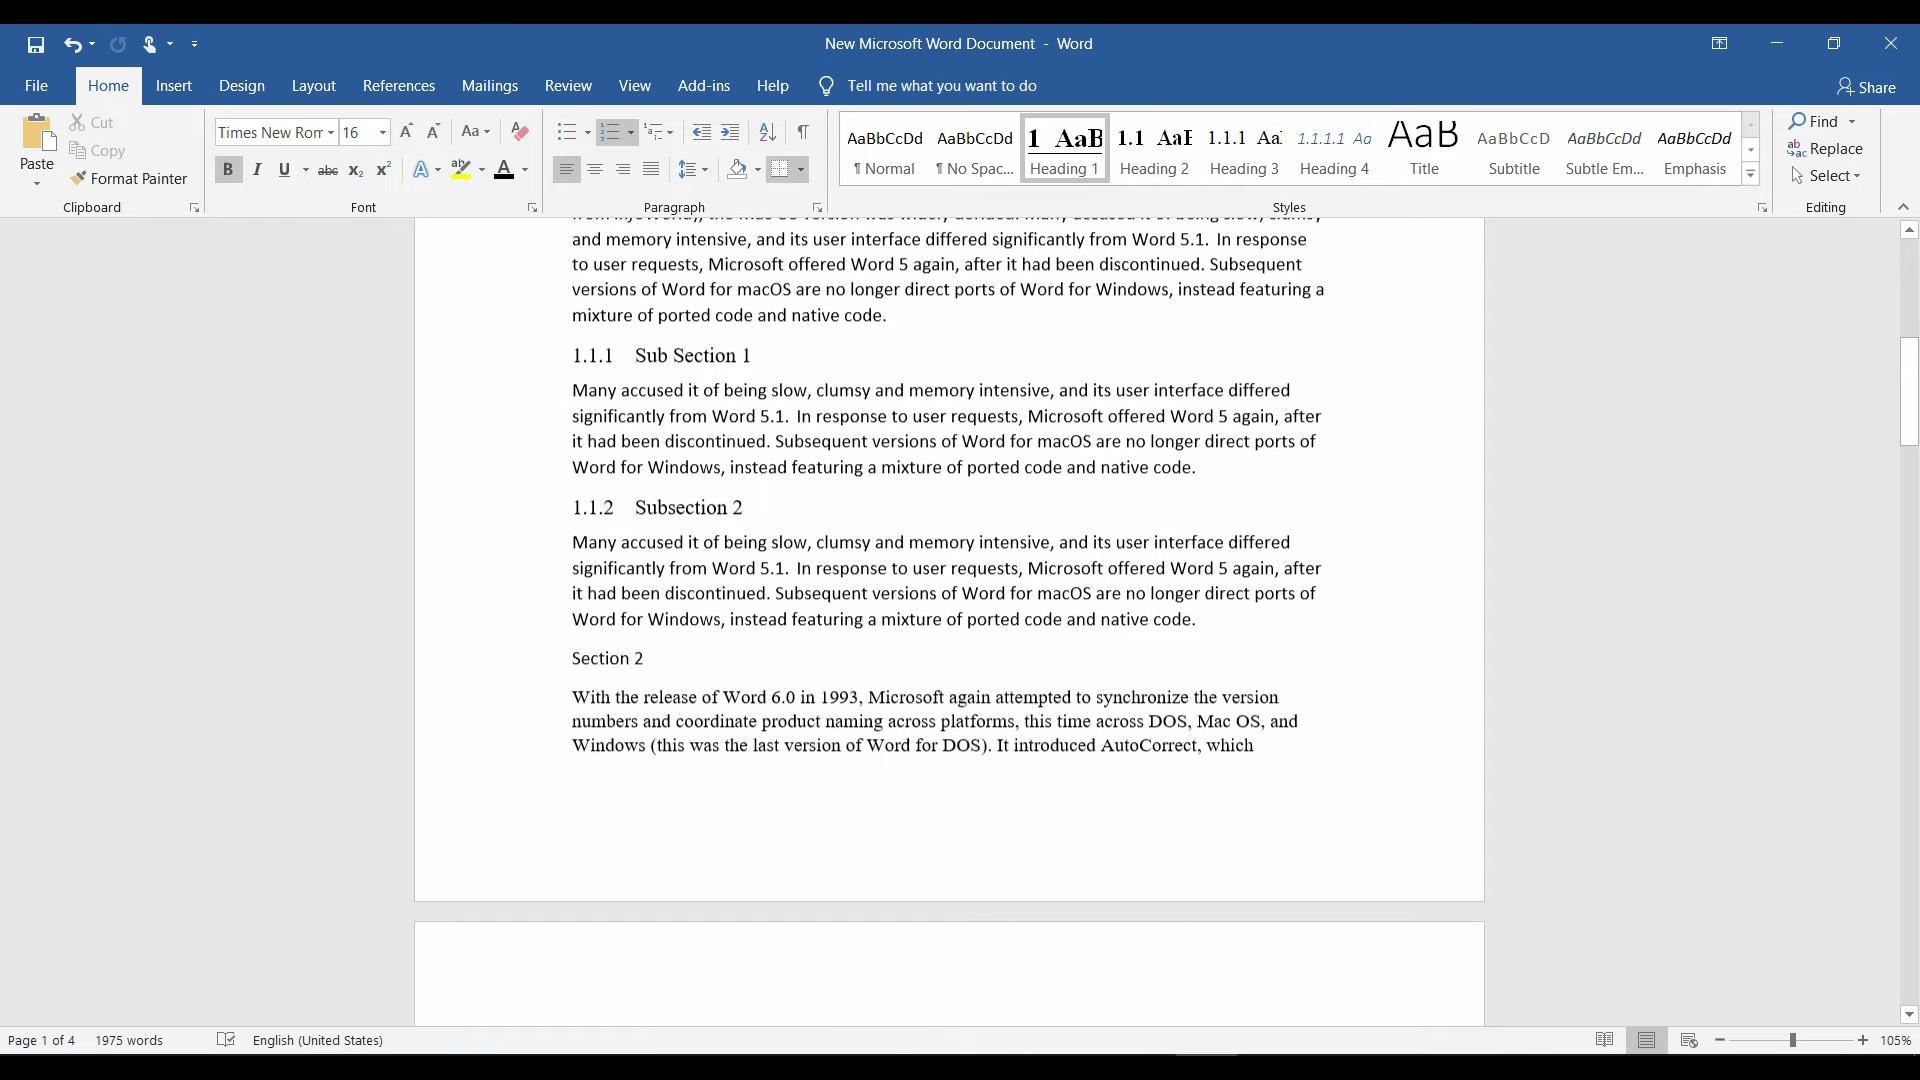 New Microsoft Word Document - Word
File Home Insert Design Layout References Mailings Review View Add-ins Help Tell me what you want to do Share
Paste
Cut
Copy
Format Painter
Clipboard
Times New Rom 16
Font
Paragraph
AaBbCcDd AaBbCcDd 1 AaB 1.1 AaB 1.1.1 AaI 1.1.1.1 Aa AaB AaBbCcD AaBbCcDd AaBbCcDd
¶ Normal ¶ No Spac... Heading 1 Heading 2 Heading 3 Heading 4 Title Subtitle Subtle Em... Emphasis
Styles
Find
Replace
Select
Editing
and memory intensive, and its user interface differed significantly from Word 5.1. In response
to user requests, Microsoft offered Word 5 again, after it had been discontinued. Subsequent
versions of Word for macOS are no longer direct ports of Word for Windows, instead featuring a
mixture of ported code and native code.
1.1.1 Sub Section 1
Many accused it of being slow, clumsy and memory intensive, and its user interface differed
significantly from Word 5.1. In response to user requests, Microsoft offered Word 5 again, after
it had been discontinued. Subsequent versions of Word for macOS are no longer direct ports of
Word for Windows, instead featuring a mixture of ported code and native code.
1.1.2 Subsection 2
Many accused it of being slow, clumsy and memory intensive, and its user interface differed
significantly from Word 5.1. In response to user requests, Microsoft offered Word 5 again, after
it had been discontinued. Subsequent versions of Word for macOS are no longer direct ports of
Word for Windows, instead featuring a mixture of ported code and native code.
Section 2
With the release of Word 6.0 in 1993, Microsoft again attempted to synchronize the version
numbers and coordinate product naming across platforms, this time across DOS, Mac OS, and
Windows (this was the last version of Word for DOS). It introduced AutoCorrect, which
Page 1 of 4 1975 words English (United States) 105%